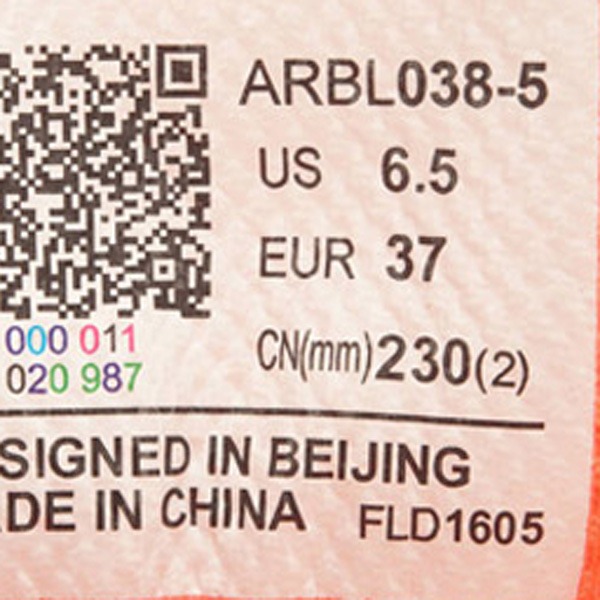 ARBL038-5
US 6.5
EUR 37
CN(mm)230(2)
000 011
020 987
SIGNED IN BEIJING
ADE IN CHINA FLD1605